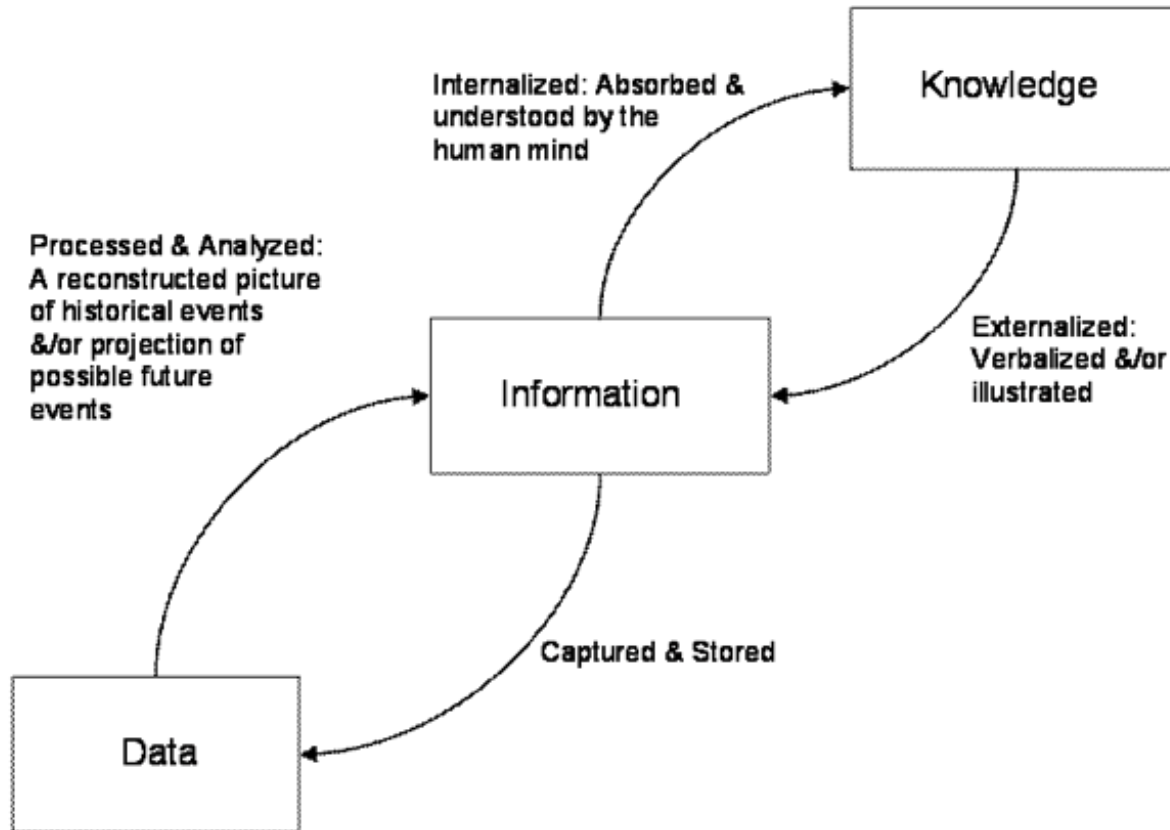 Knowledge
Internalized: Absorbed &
understood by the
human mind
Processed & Analyzed:
A reconstructed picture
of historical events
&/or projection of
possible future
events
Externalized:
Verbalized &/or
illustrated
Information
Captured & Stored
Data